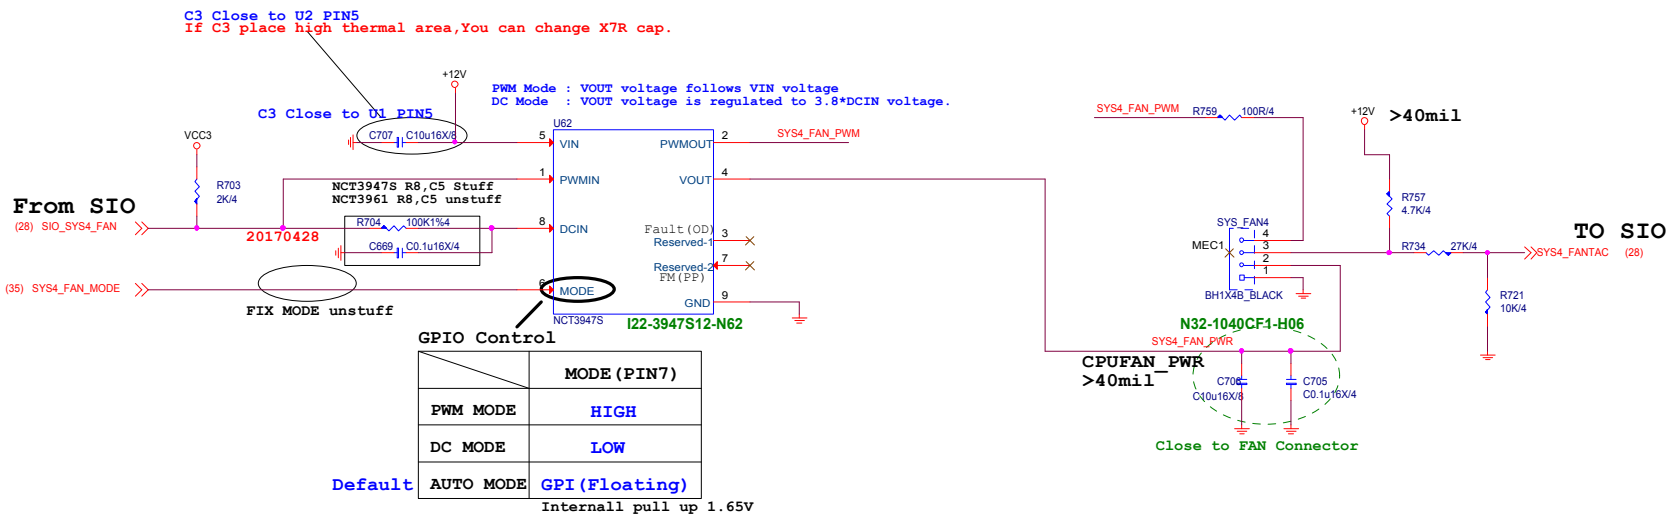 C3 Close to U2 PIN5
If C3 place high thermal area,You can change X7R cap.
+12V
PWM Mode : VOUT voltage follows VIN voltage
DC Mode : VOUT voltage is regulated to 3.8*DCIN voltage.
C3 Close to U1 PIN5
C707 C10u16X/8
VCC3
R703
2K/4
From SIO
(28) SIO_SYS4_FAN
20170428
NCT3947S R8,C5 Stuff
NCT3961 R8,C5 unstuff
R704 100K1%4
C669 C0.1u16X/4
(35) SYS4_FAN_MODE
FIX MODE unstuff
U62
5 VIN
1 PWMIN
8 DCIN
6 MODE
PWMOUT 2
VOUT 4
Fault(OD)
Reserved-1 3
Reserved-2 7
FM(PP)
GND 9
NCT3947S
I22-3947S12-N62
SYS4_FAN_PWM
GPIO Control
MODE(PIN7)
PWM MODE HIGH
DC MODE LOW
Default AUTO MODE GPI(Floating)
Internall pull up 1.65V
SYS4_FAN_PWM
R759 100R/4
+12V >40mil
R757
4.7K/4
SYS_FAN4
MEC1
4
3
2
1
BH1X4B_BLACK
N32-1040CF1-H06
R734 27K/4
TO SIO
SYS4_FANTAC (28)
R721
10K/4
SYS4_FAN_PWR
CPUFAN_PWR
>40mil
C706
C10u16X/8
C705
C0.1u16X/4
Close to FAN Connector